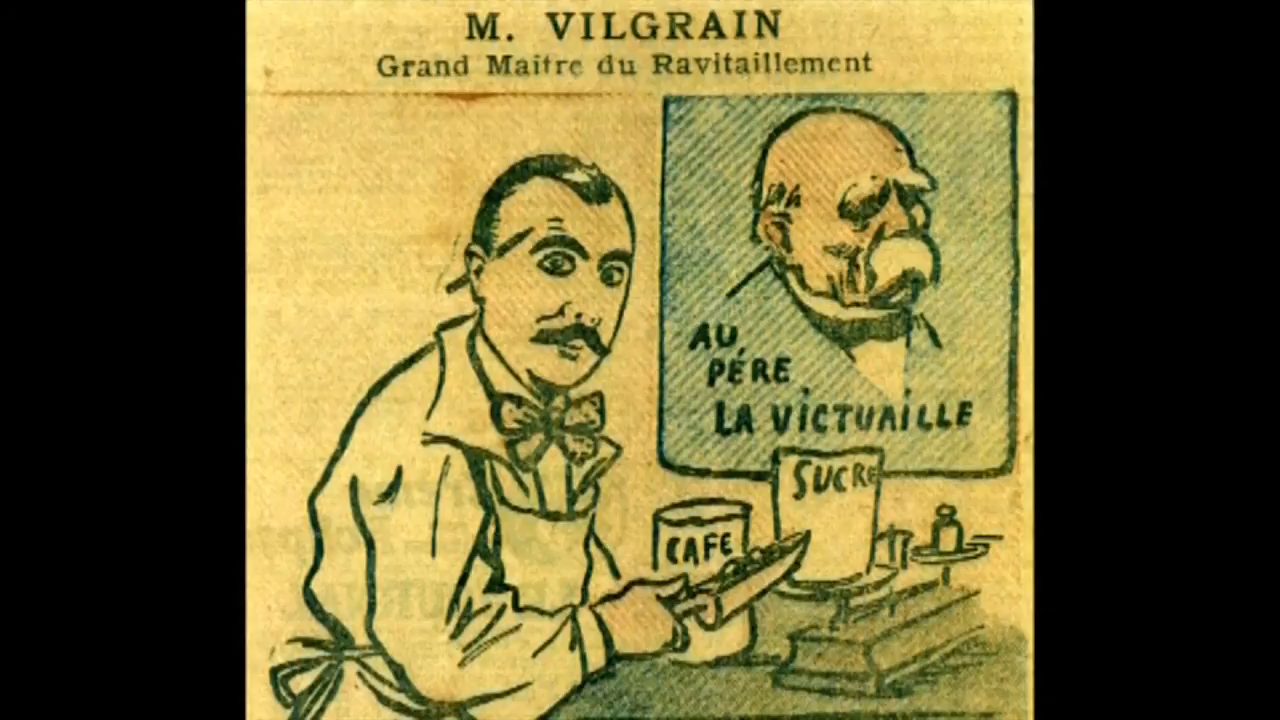 M. VILGRAIN
Grand Maitre du Ravitaillement
AU
PÉRE
LA VICTUAILLE
SUCRE
CAFE